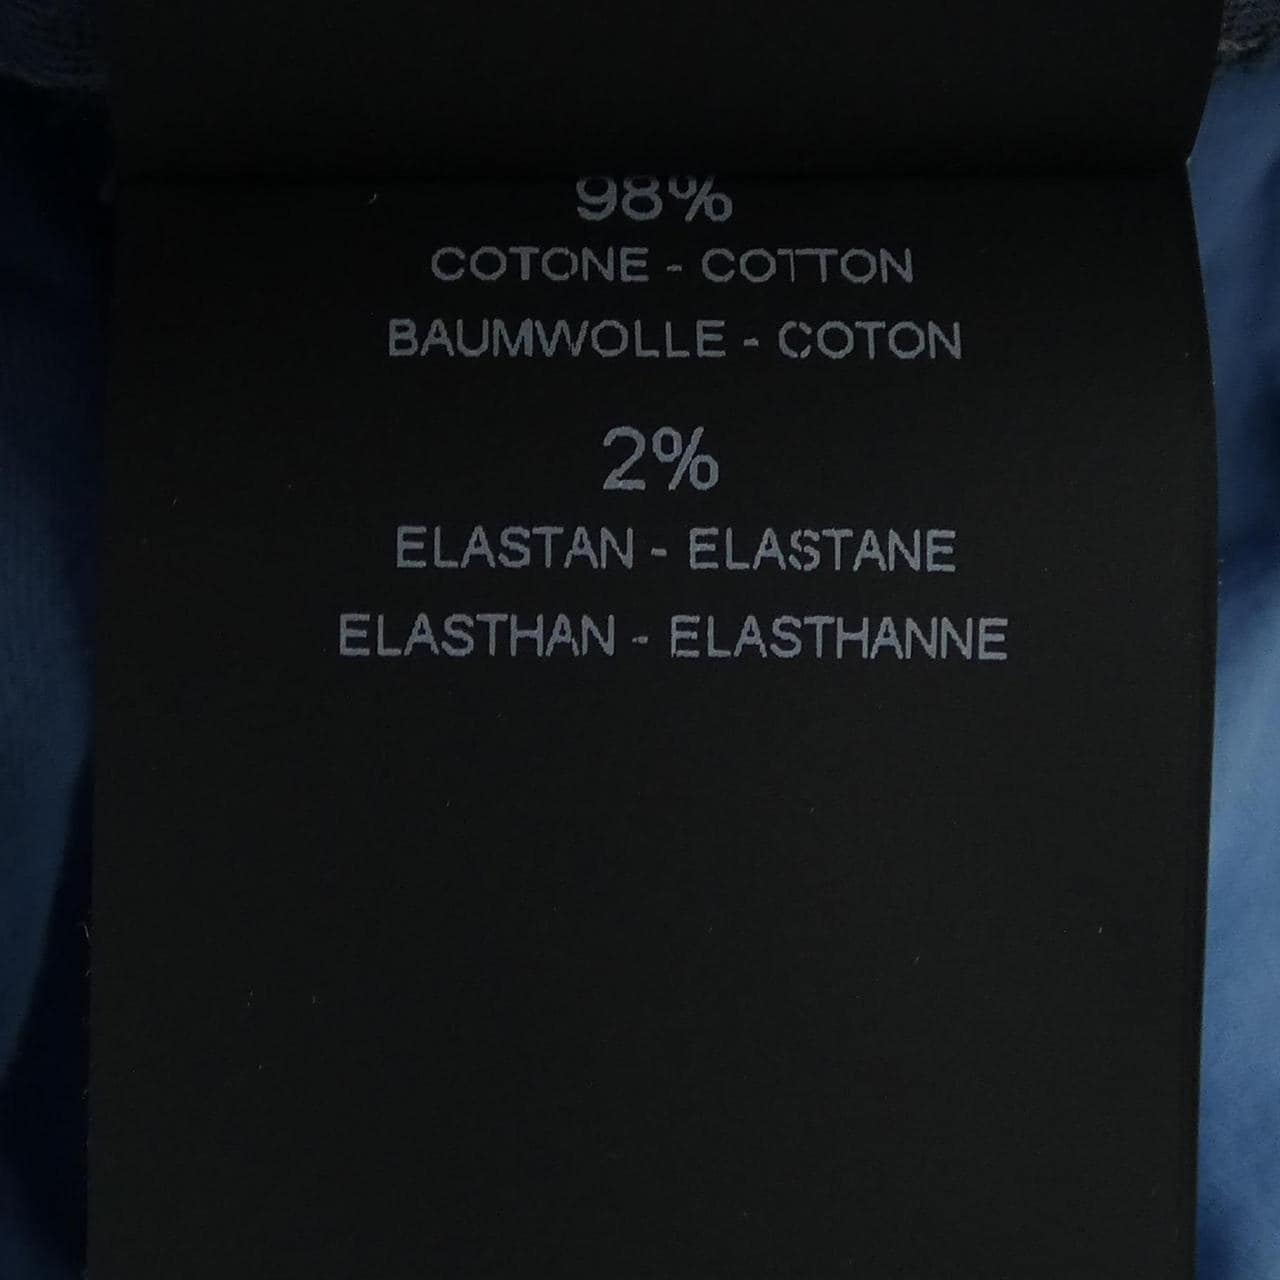 98%
COTONE - COTTON
BAUMWOLLE - COTON
2%
ELASTAN - ELASTANE
ELASTHAN - ELASTHANNE